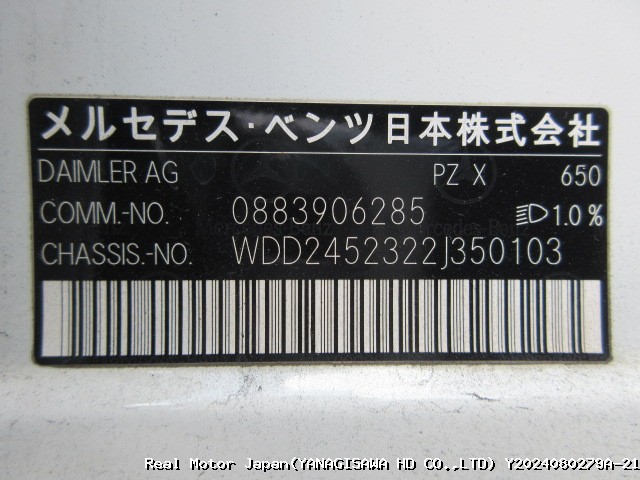 メルセデス・ベンツ日本株式会社
DAIMLER AG PZ X 650
COMM.-NO. 0883906285 1.0 %
CHASSIS.-NO. WDD2452322J350103
Real Motor Japan(YANAGISAWA HD CO.,LTD) Y2024080279A-21